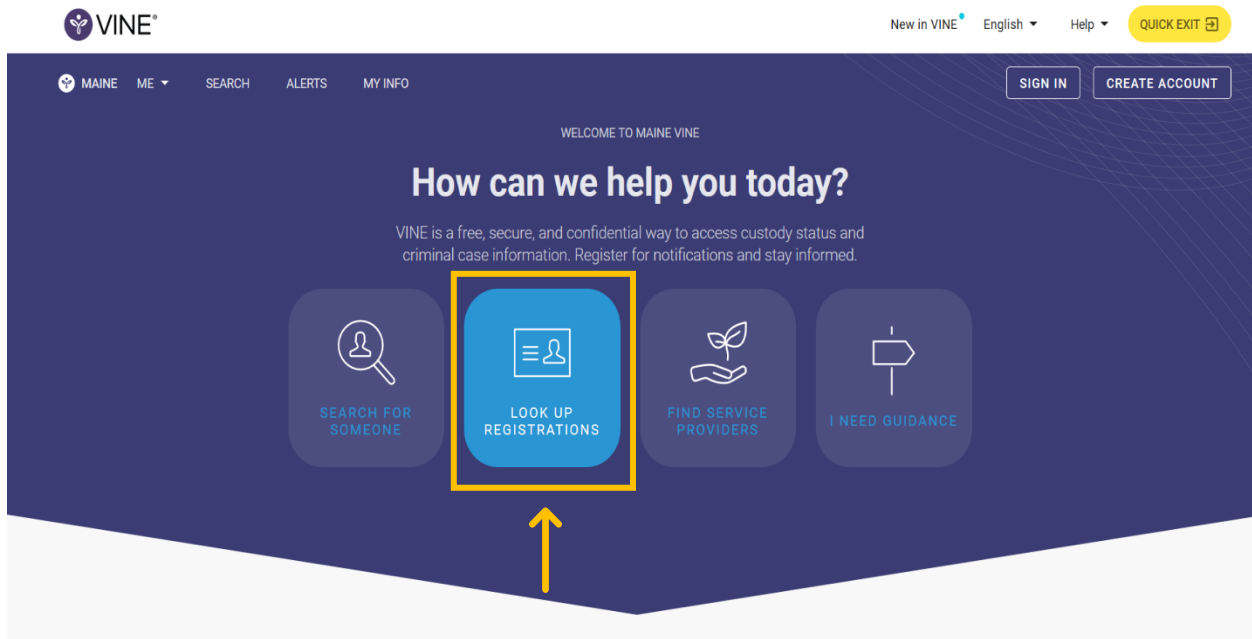 VINE®
New in VINE English Help QUICK EXIT
MAINE ME SEARCH ALERTS MY INFO SIGN IN CREATE ACCOUNT
WELCOME TO MAINE VINE
How can we help you today?
VINE is a free, secure, and confidential way to access custody status and
criminal case information. Register for notifications and stay informed.
SEARCH FOR
SOMEONE
LOOK UP
REGISTRATIONS
FIND SERVICE
PROVIDERS
I NEED GUIDANCE